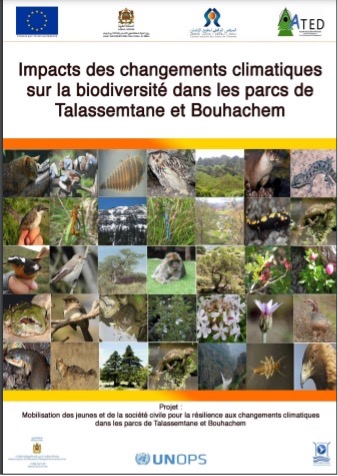 ATED
Impacts des changements climatiques
sur la biodiversité dans les parcs de
Talassemtane et Bouhachem
Projet :
Mobilisation des jeunes et de la société civile pour la résilience aux changements climatiques
dans les parcs de Talassemtane et Bouhachem
UNOPS